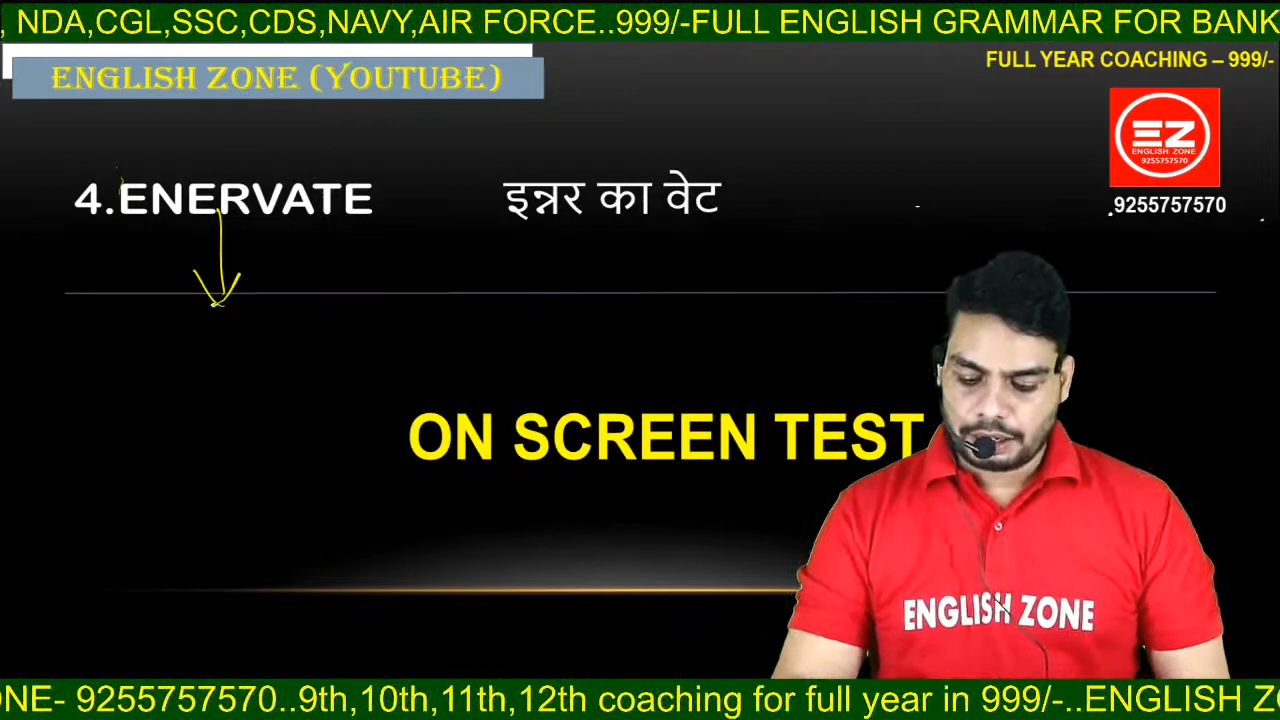 , NDA,CGL,SSC,CDS,NAVY,AIR FORCE..999/-FULL ENGLISH GRAMMAR FOR BANK
ENGLISH ZONE (YOUTUBE)
FULL YEAR COACHING – 999/-
EZ
ENGLISH ZONE
9255757570
4.ENERVATE इन्नर का वेट
.9255757570
ON SCREEN TEST
ENGLISH ZONE
ONE- 9255757570..9th,10th,11th,12th coaching for full year in 999/-..ENGLISH ZO